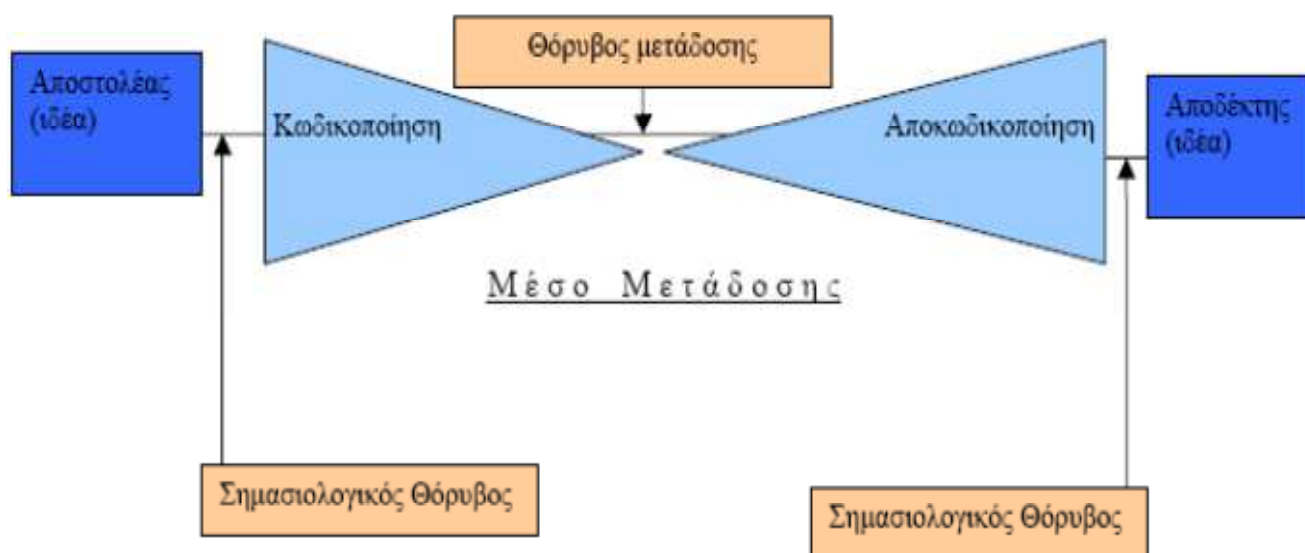 Θόρυβος μετάδοσης
Αποστολέας
(ιδέα)
Κωδικοποίηση
Αποκωδικοποίηση
Αποδέκτης
(ιδέα)
Μέσο Μετάδοσης
Σημασιολογικός Θόρυβος
Σημασιολογικός Θόρυβος